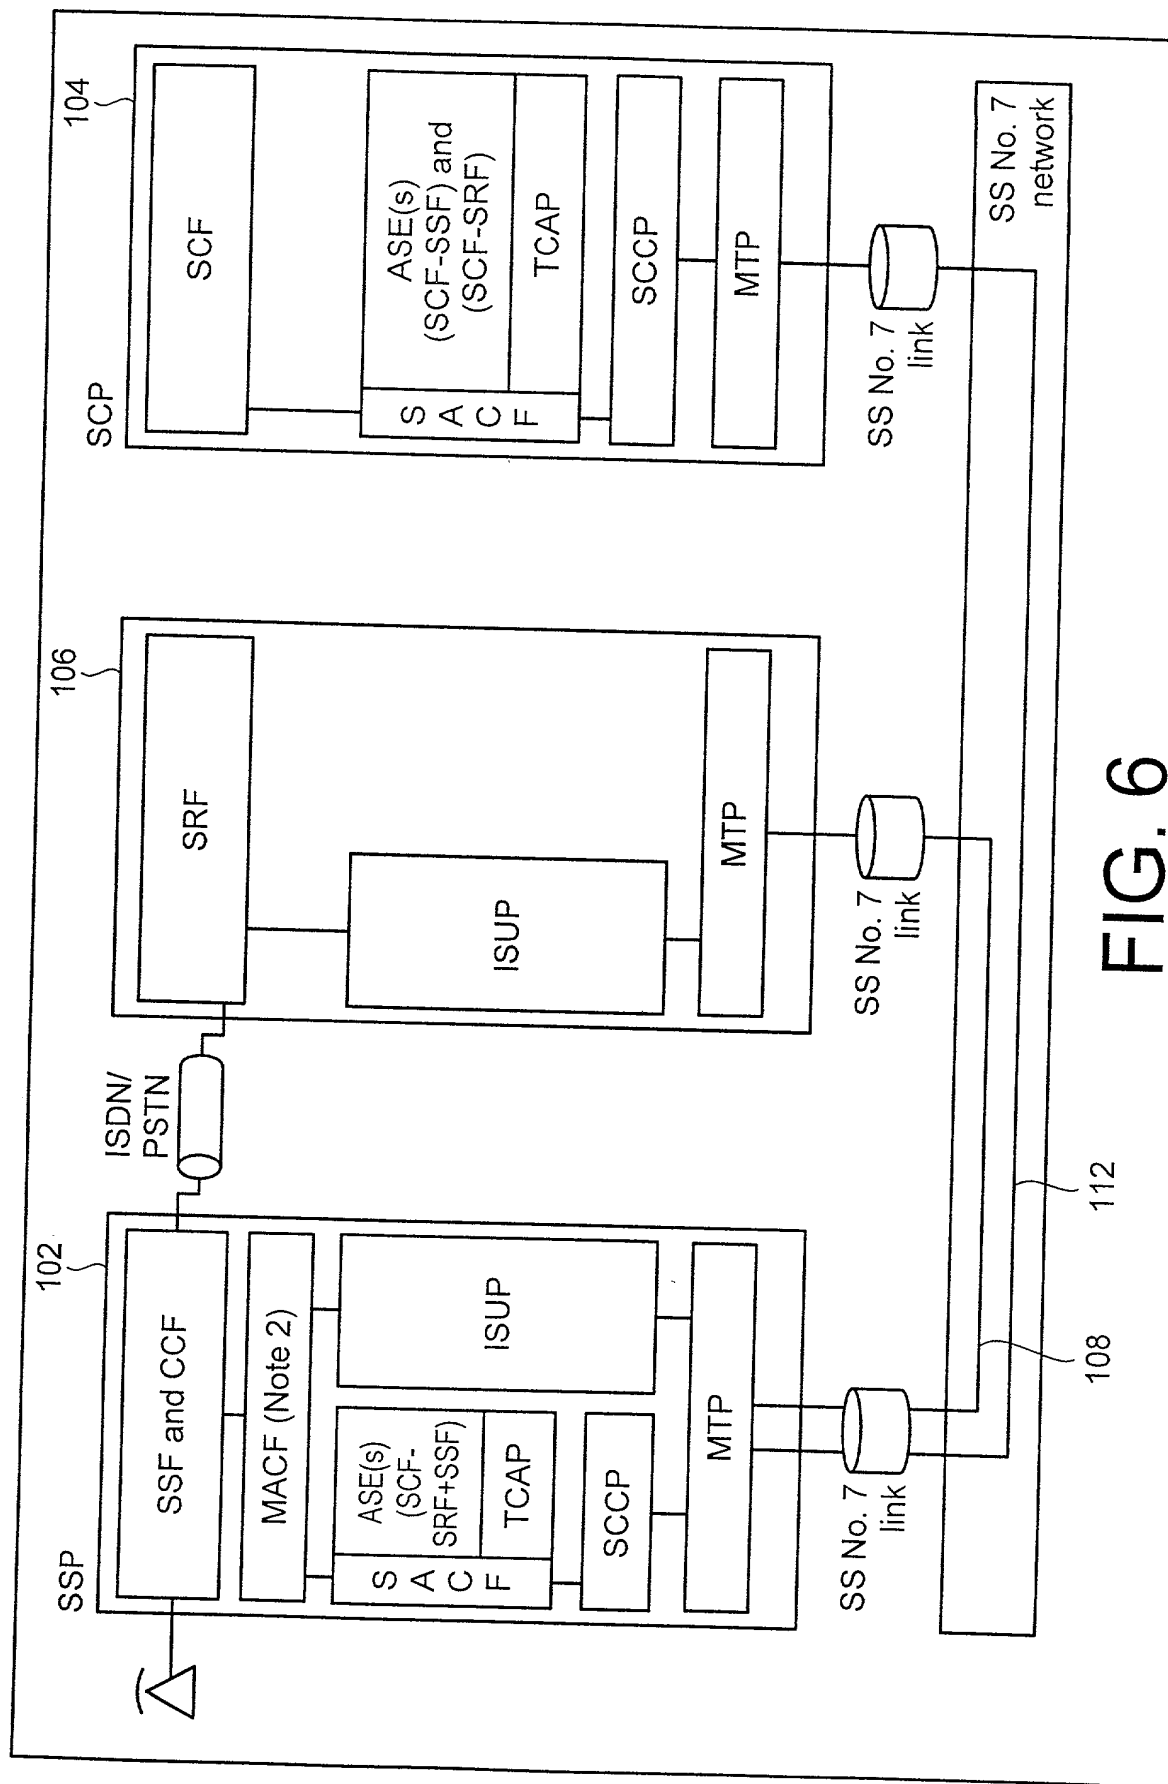 SSP
102
SSF and CCF
MACF (Note 2)
ASE(s)
(SCF-
SRF+SSF)
TCAP
S
A
C
F
ISUP
SCCP
MTP
SS No. 7
link
ISDN/
PSTN
106
SRF
ISUP
MTP
SS No. 7
link
SCP
104
SCF
ASE(s)
(SCF-SSF) and
(SCF-SRF)
TCAP
S
A
C
F
SCCP
MTP
SS No. 7
link
SS No. 7
network
108
112
FIG. 6